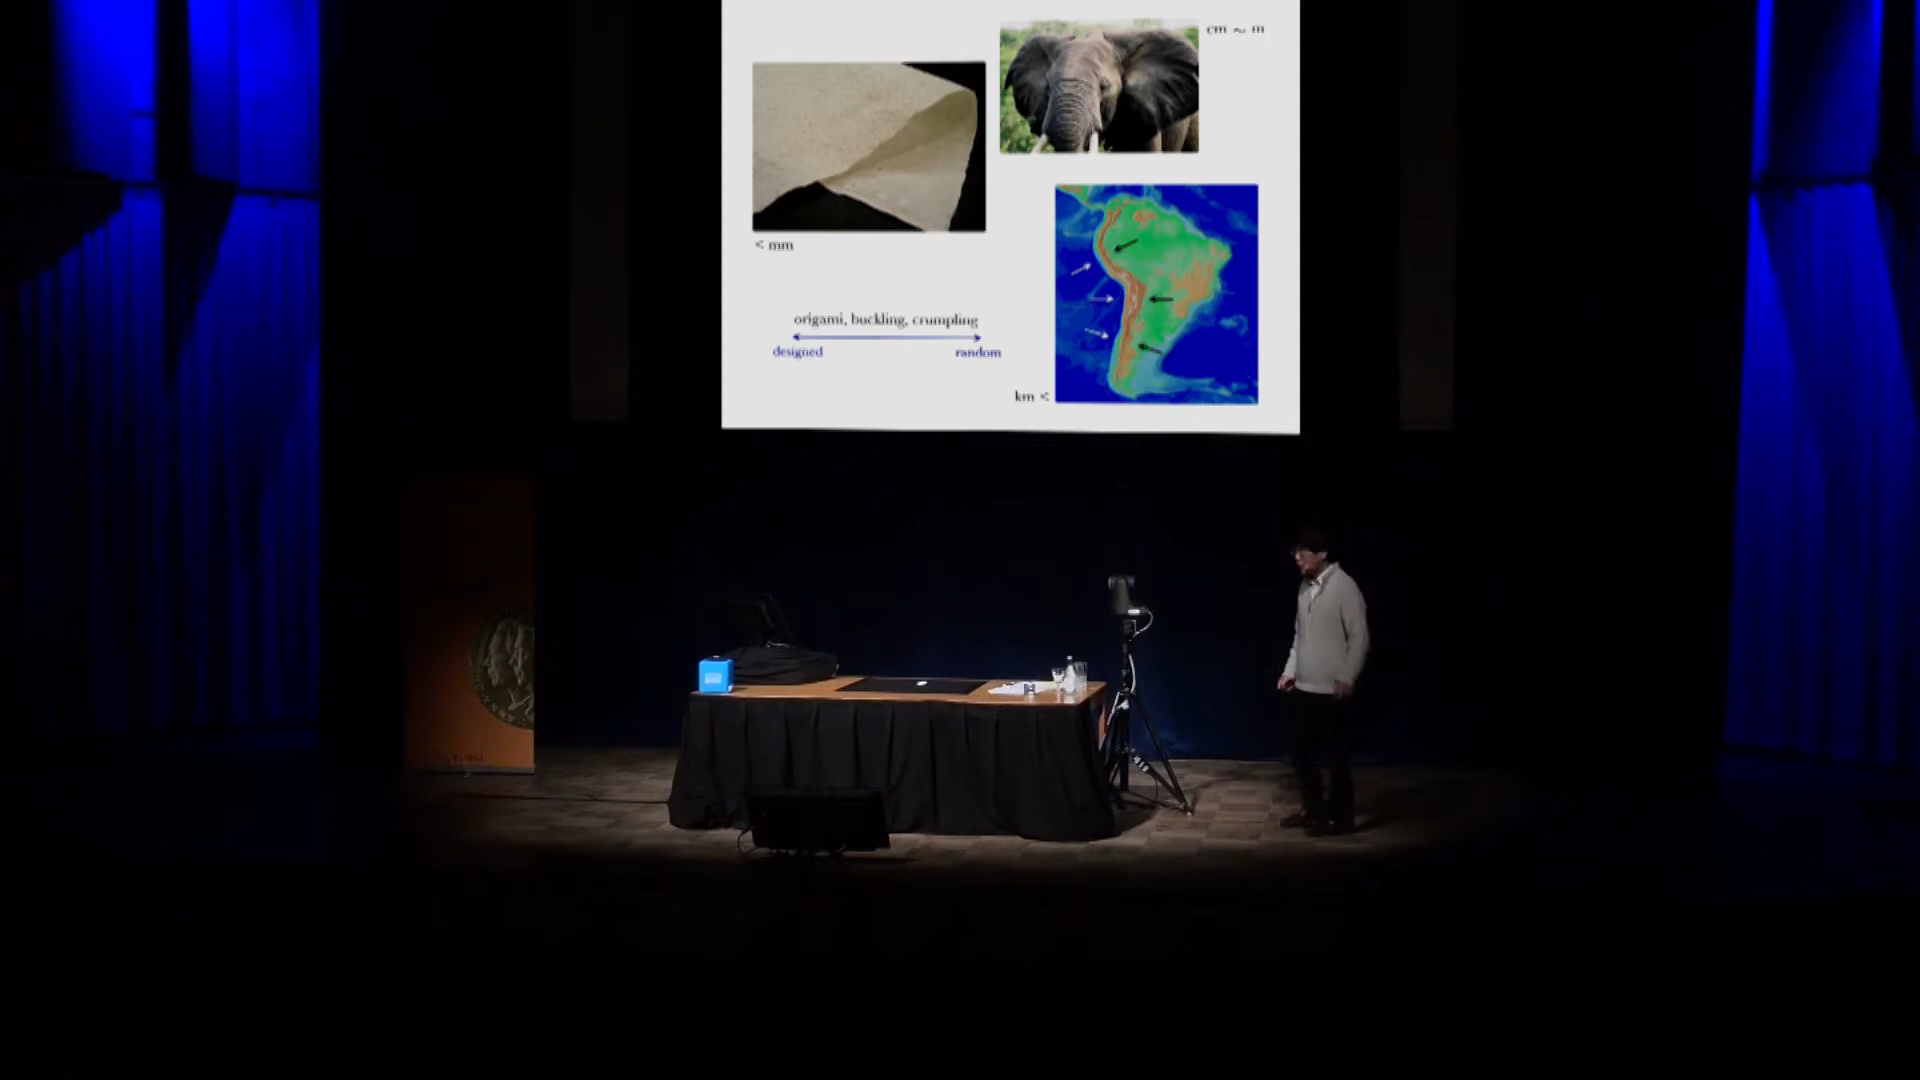 cm ~ m
< mm
origami, buckling, crumpling
designed
random
km <